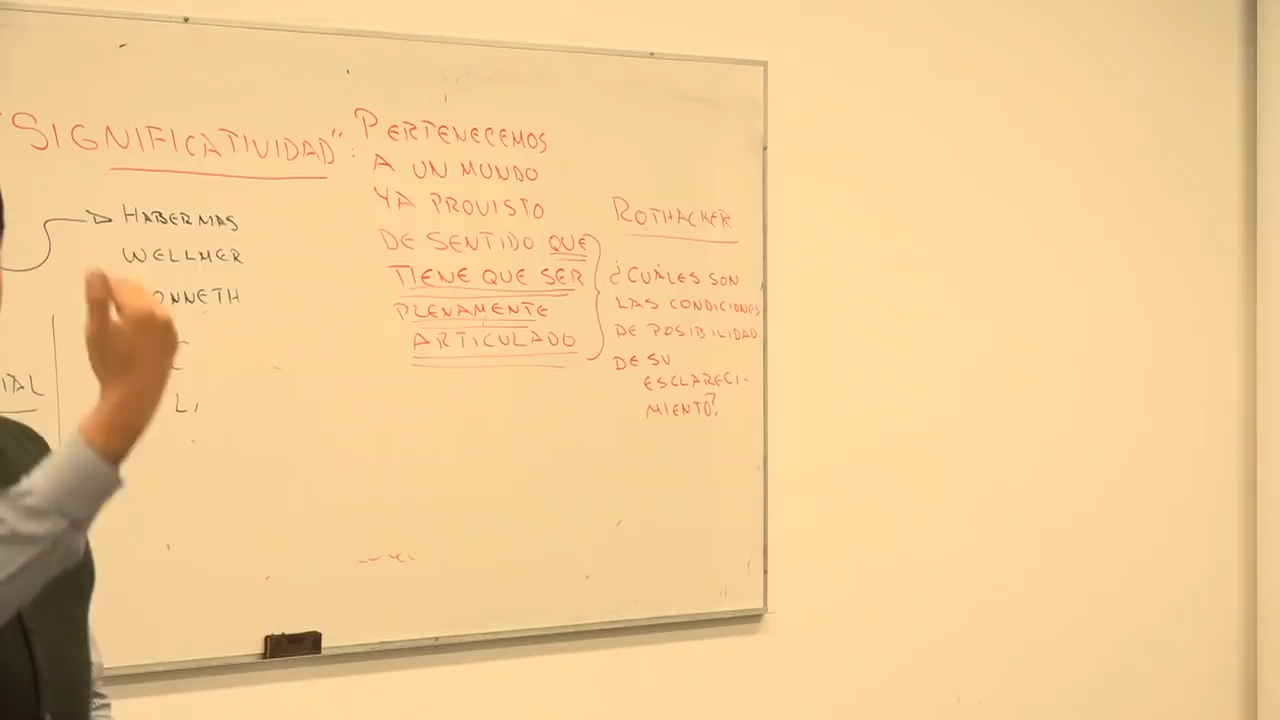 "SIGNIFICATIVIDAD":
PERTENECEMOS
A UN MUNDO
YA PROVISTO
DE SENTIDO QUE
TIENE QUE SER
PLENAMENTE
ARTICULADO
HABERMAS
WELLMER
ROTHACKER
¿CUÁLES SON
LAS CONDICIONES
DE POSIBILIDAD
DE SU
ESCLARECI-
MIENTO?